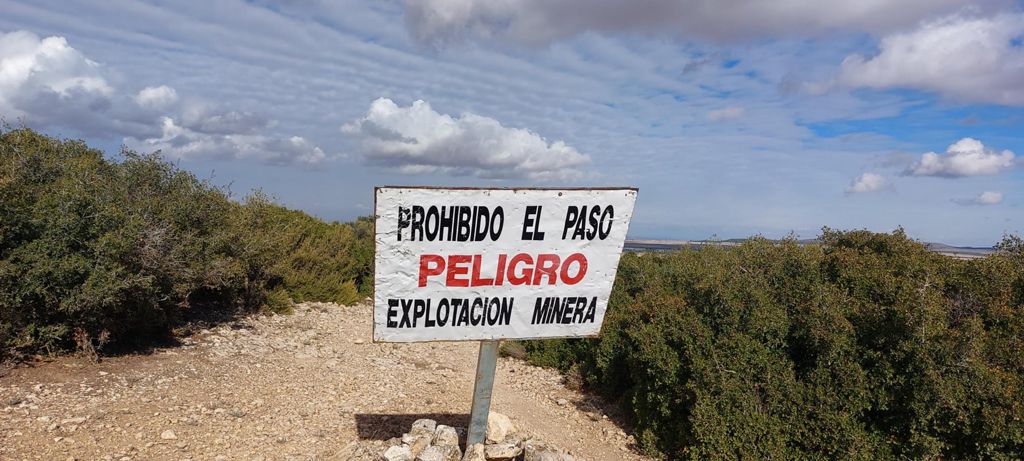 PROHIBIDO EL PASO
PELIGRO
EXPLOTACION MINERA